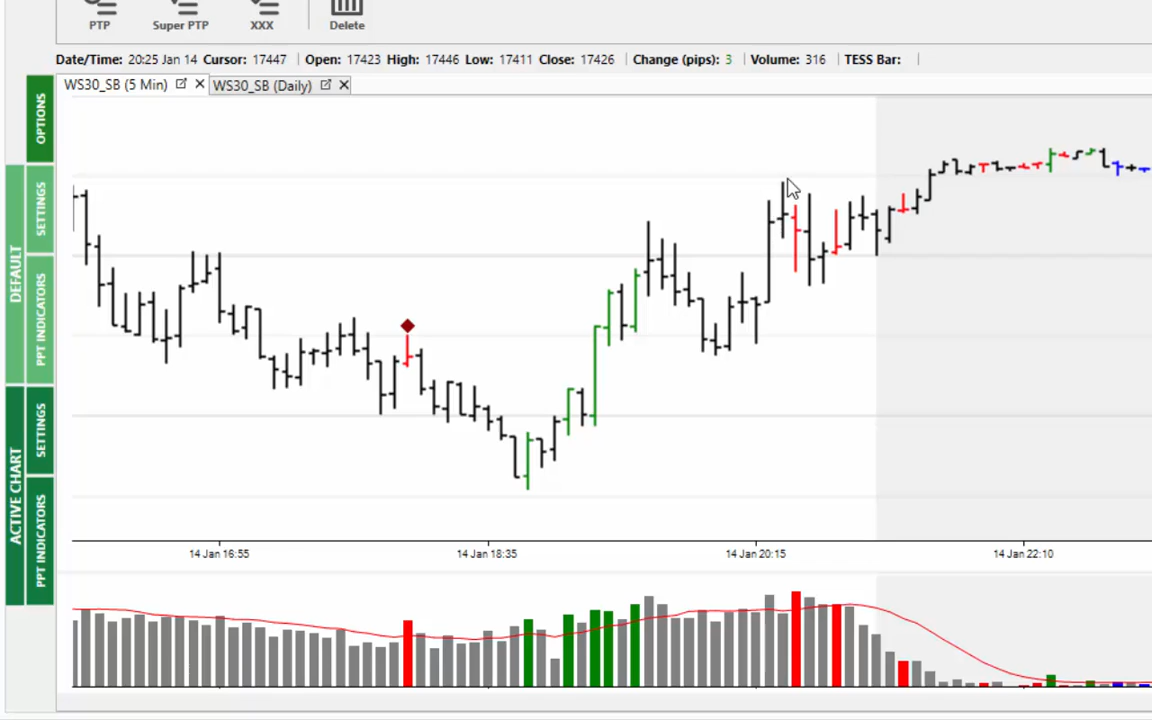 PTP Super PTP XXX Delete
Date/Time: 20:25 Jan 14 Cursor: 17447 | Open: 17423 High: 17446 Low: 17411 Close: 17426 | Change (pips): 3 | Volume: 316 | TESS Bar: |
WS30_SB (5 Min) WS30_SB (Daily)
OPTIONS
DEFAULT
SETTINGS
PPT INDICATORS
ACTIVE CHART
SETTINGS
PPT INDICATORS
14 Jan 16:55 14 Jan 18:35 14 Jan 20:15 14 Jan 22:10